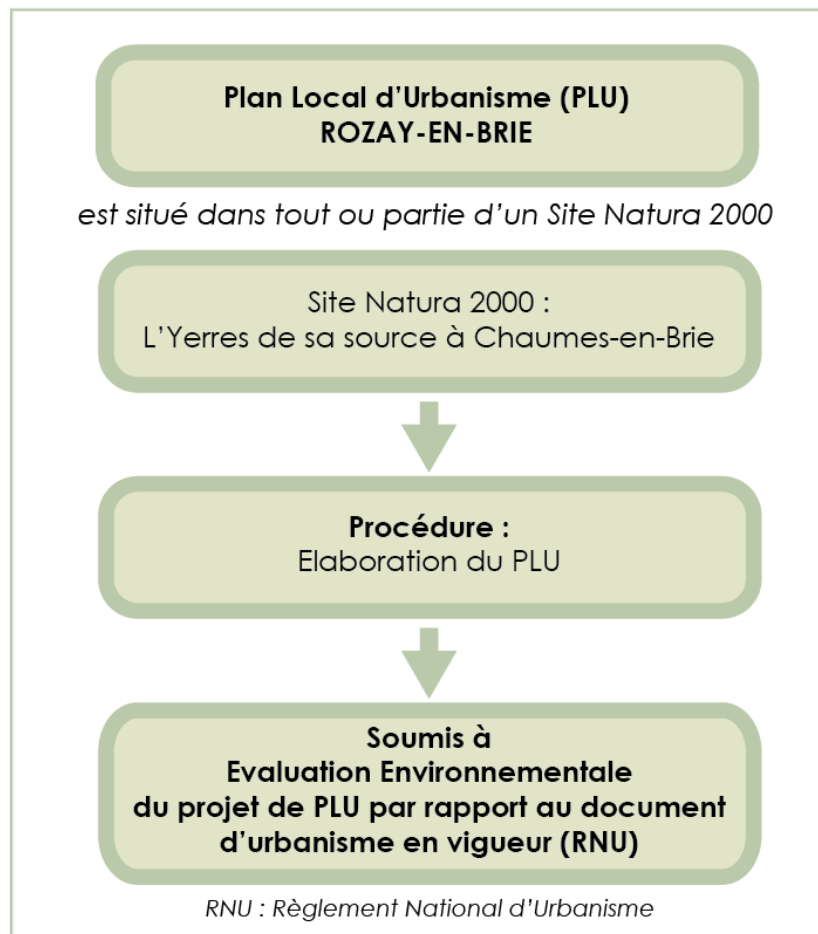 Plan Local d'Urbanisme (PLU)
ROZAY-EN-BRIE
est situé dans tout ou partie d'un Site Natura 2000
Site Natura 2000 :
L'Yerres de sa source à Chaumes-en-Brie
Procédure :
Elaboration du PLU
Soumis à
Evaluation Environnementale
du projet de PLU par rapport au document
d'urbanisme en vigueur (RNU)
RNU : Règlement National d'Urbanisme